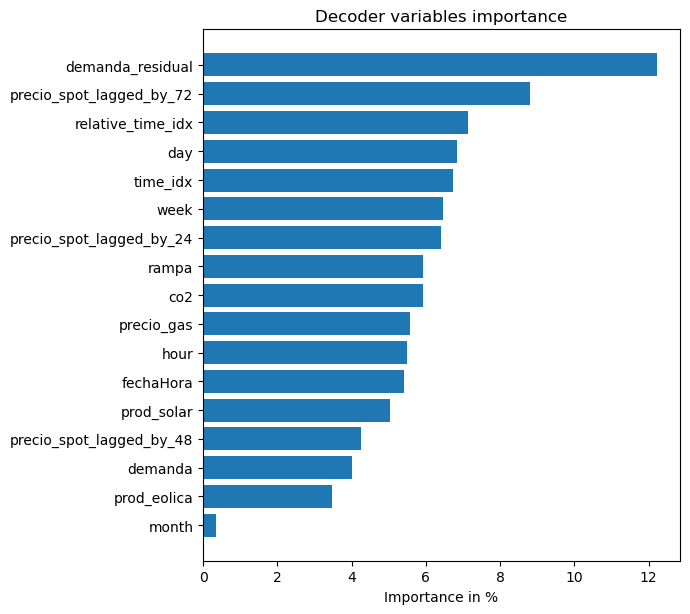 Decoder variables importance
demanda_residual
precio_spot_lagged_by_72
relative_time_idx
day
time_idx
week
precio_spot_lagged_by_24
rampa
co2
precio_gas
hour
fechaHora
prod_solar
precio_spot_lagged_by_48
demanda
prod_eolica
month
0 2 4 6 8 10 12
Importance in %